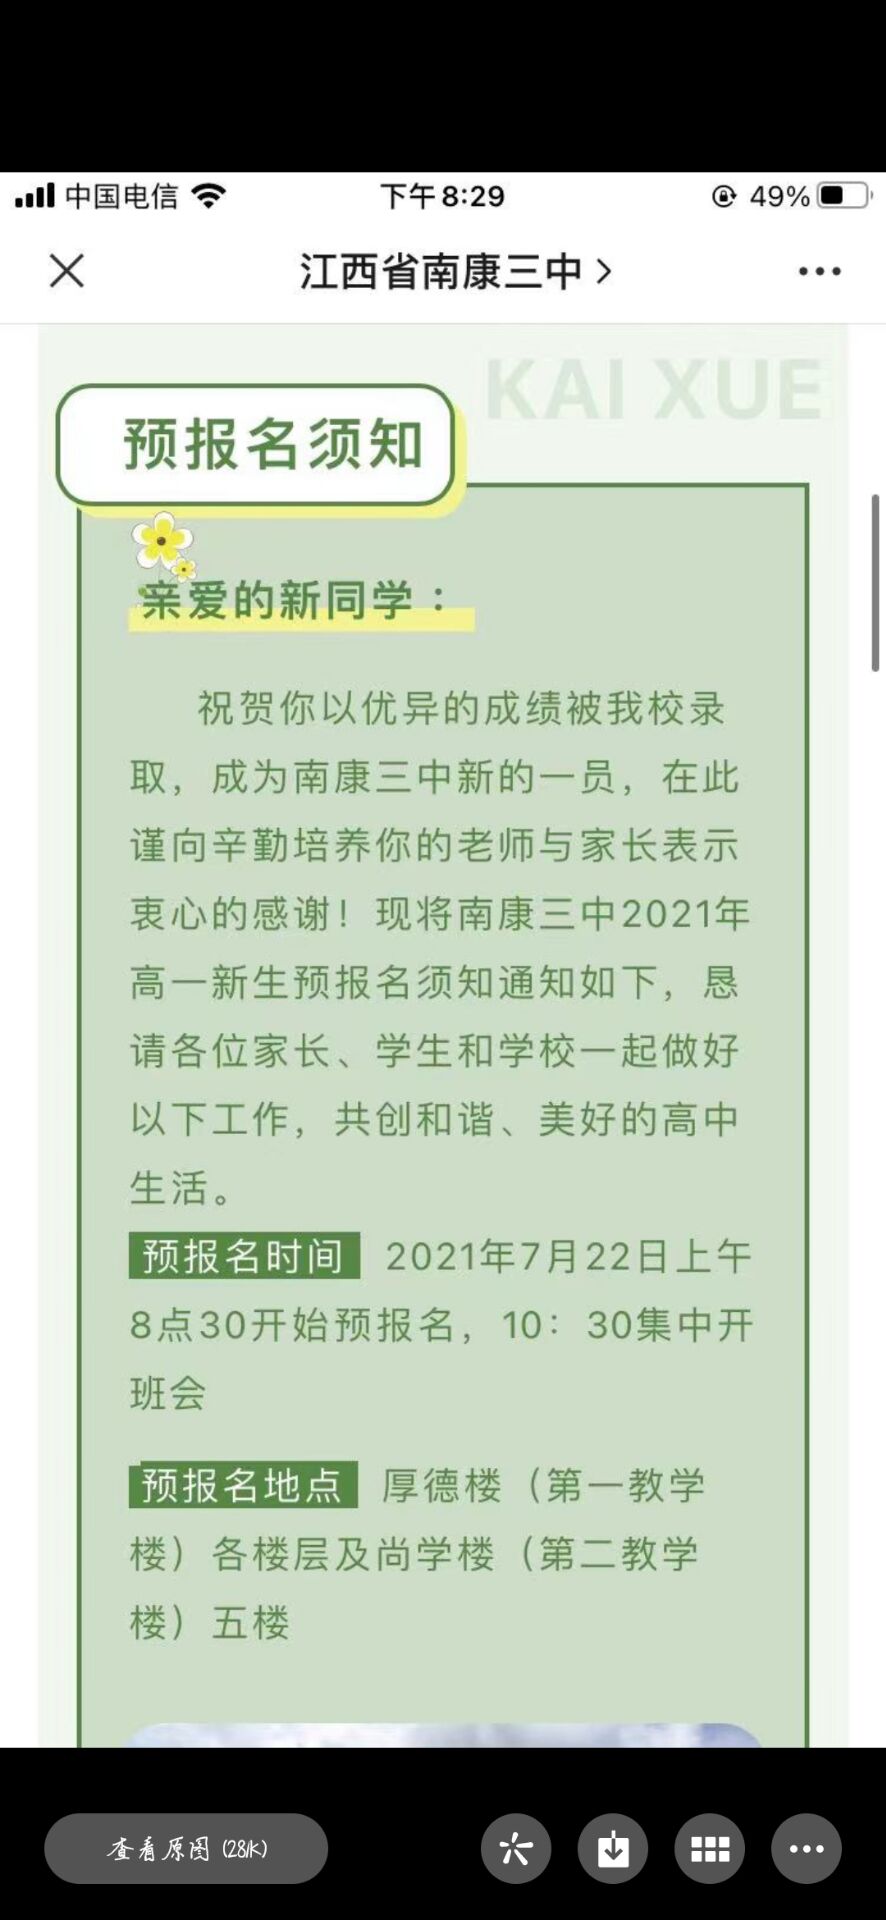 中国电信 下午8:29 49%
江西省南康三中
KAI XUE
预报名须知
亲爱的新同学：
祝贺你以优异的成绩被我校录
取，成为南康三中新的一员，在此
谨向辛勤培养你的老师与家长表示
衷心的感谢！现将南康三中2021年
高一新生预报名须知通知如下，恳
请各位家长、学生和学校一起做好
以下工作，共创和谐、美好的高中
生活。
预报名时间 2021年7月22日上午
8点30开始预报名，10：30集中开
班会
预报名地点 厚德楼（第一教学
楼）各楼层及尚学楼（第二教学
楼）五楼
查看原图 (281K)